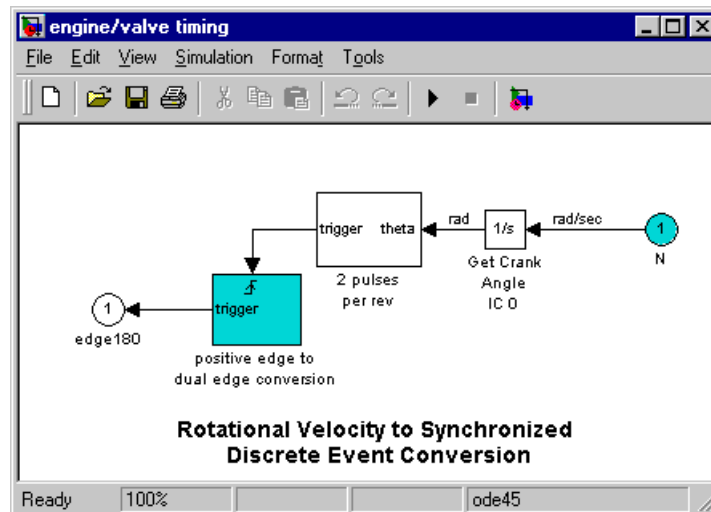 engine/valve timing
File Edit View Simulation Format Tools
trigger theta
rad
1/s
rad/sec
1
N
Get Crank
Angle
IC 0
2 pulses
per rev
trigger
1
edge180
positive edge to
dual edge conversion
Rotational Velocity to Synchronized
Discrete Event Conversion
Ready 100% ode45